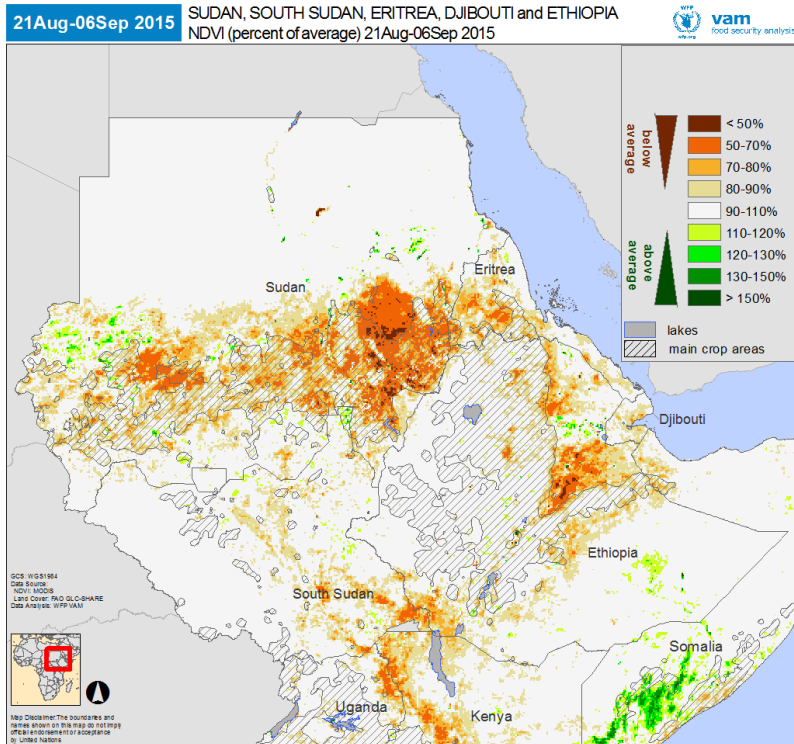 21Aug-06Sep 2015
SUDAN, SOUTH SUDAN, ERITREA, DJIBOUTI and ETHIOPIA
NDVI (percent of average) 21Aug-06Sep 2015
WFP
wfp.org
vam
food security analysis
below
average
above
average
< 50%
50-70%
70-80%
80-90%
90-110%
110-120%
120-130%
130-150%
> 150%
lakes
main crop areas
Eritrea
Sudan
Djibouti
Ethiopia
South Sudan
Somalia
Uganda
Kenya
GCS: WGS1984
Data Source:
NDVI: MODIS
Land Cover: FAO GLC-SHARE
Data Analysis: WFP VAM
Map Disclaimer:The boundaries and
names shown on this map do not imply
official endorsement or acceptance
by United Nations